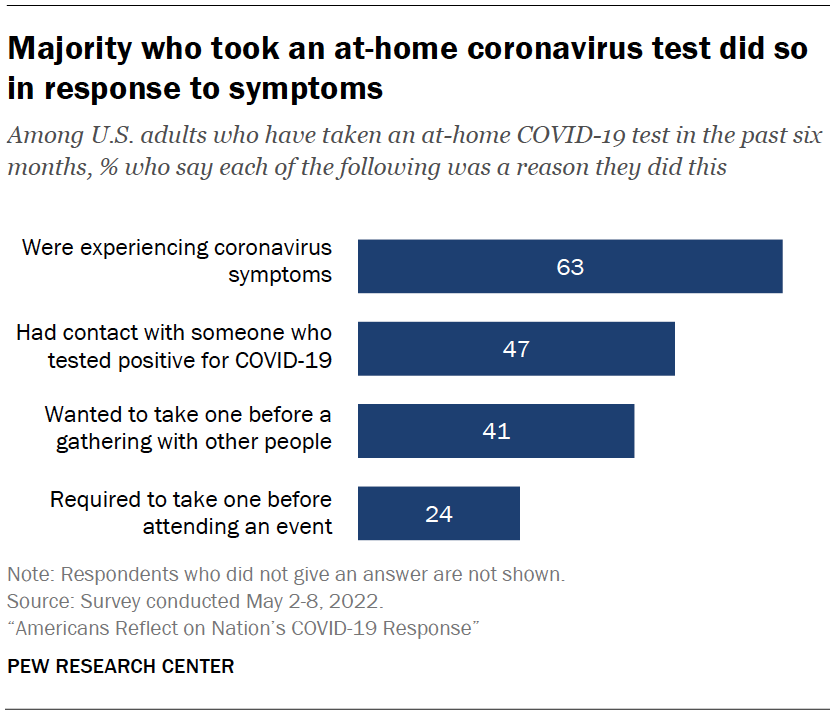 Majority who took an at-home coronavirus test did so
in response to symptoms
Among U.S. adults who have taken an at-home COVID-19 test in the past six
months, % who say each of the following was a reason they did this
Were experiencing coronavirus
symptoms
63
Had contact with someone who
tested positive for COVID-19
47
Wanted to take one before a
gathering with other people
41
Required to take one before
attending an event
24
Note: Respondents who did not give an answer are not shown.
Source: Survey conducted May 2-8, 2022.
“Americans Reflect on Nation’s COVID-19 Response”
PEW RESEARCH CENTER